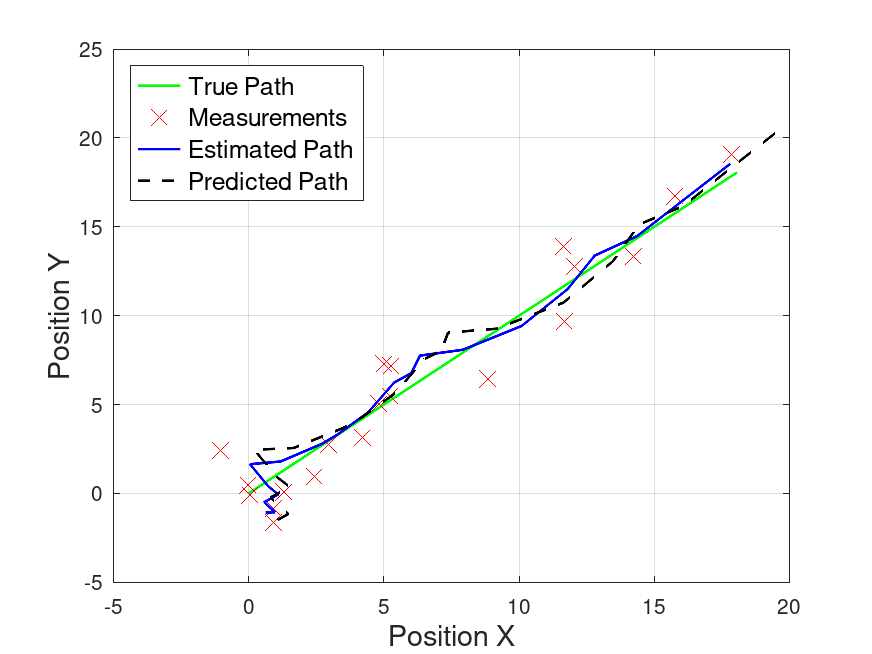 25
20
15
10
5
0
-5
-5 0 5 10 15 20
Position X
Position Y
True Path
Measurements
Estimated Path
Predicted Path